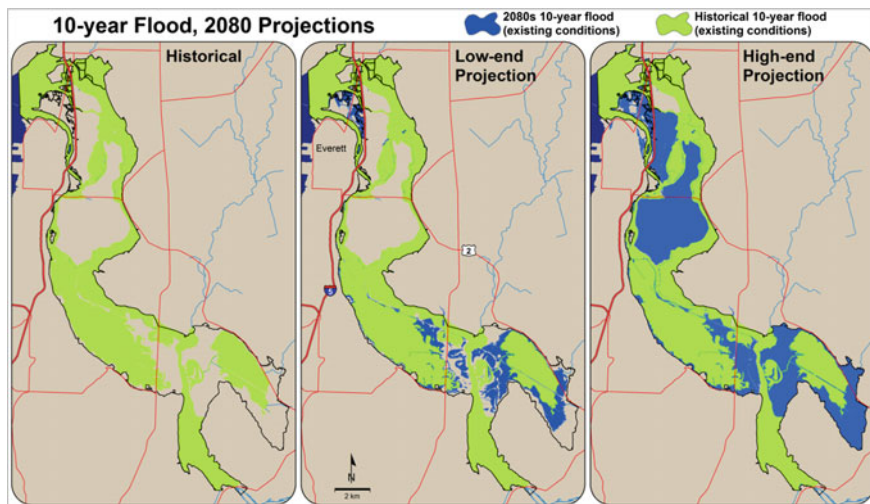 10-year Flood, 2080 Projections
2080s 10-year flood
(existing conditions)
Historical 10-year flood
(existing conditions)
Historical
Low-end
Projection
High-end
Projection
Everett
2
5
N
2 km